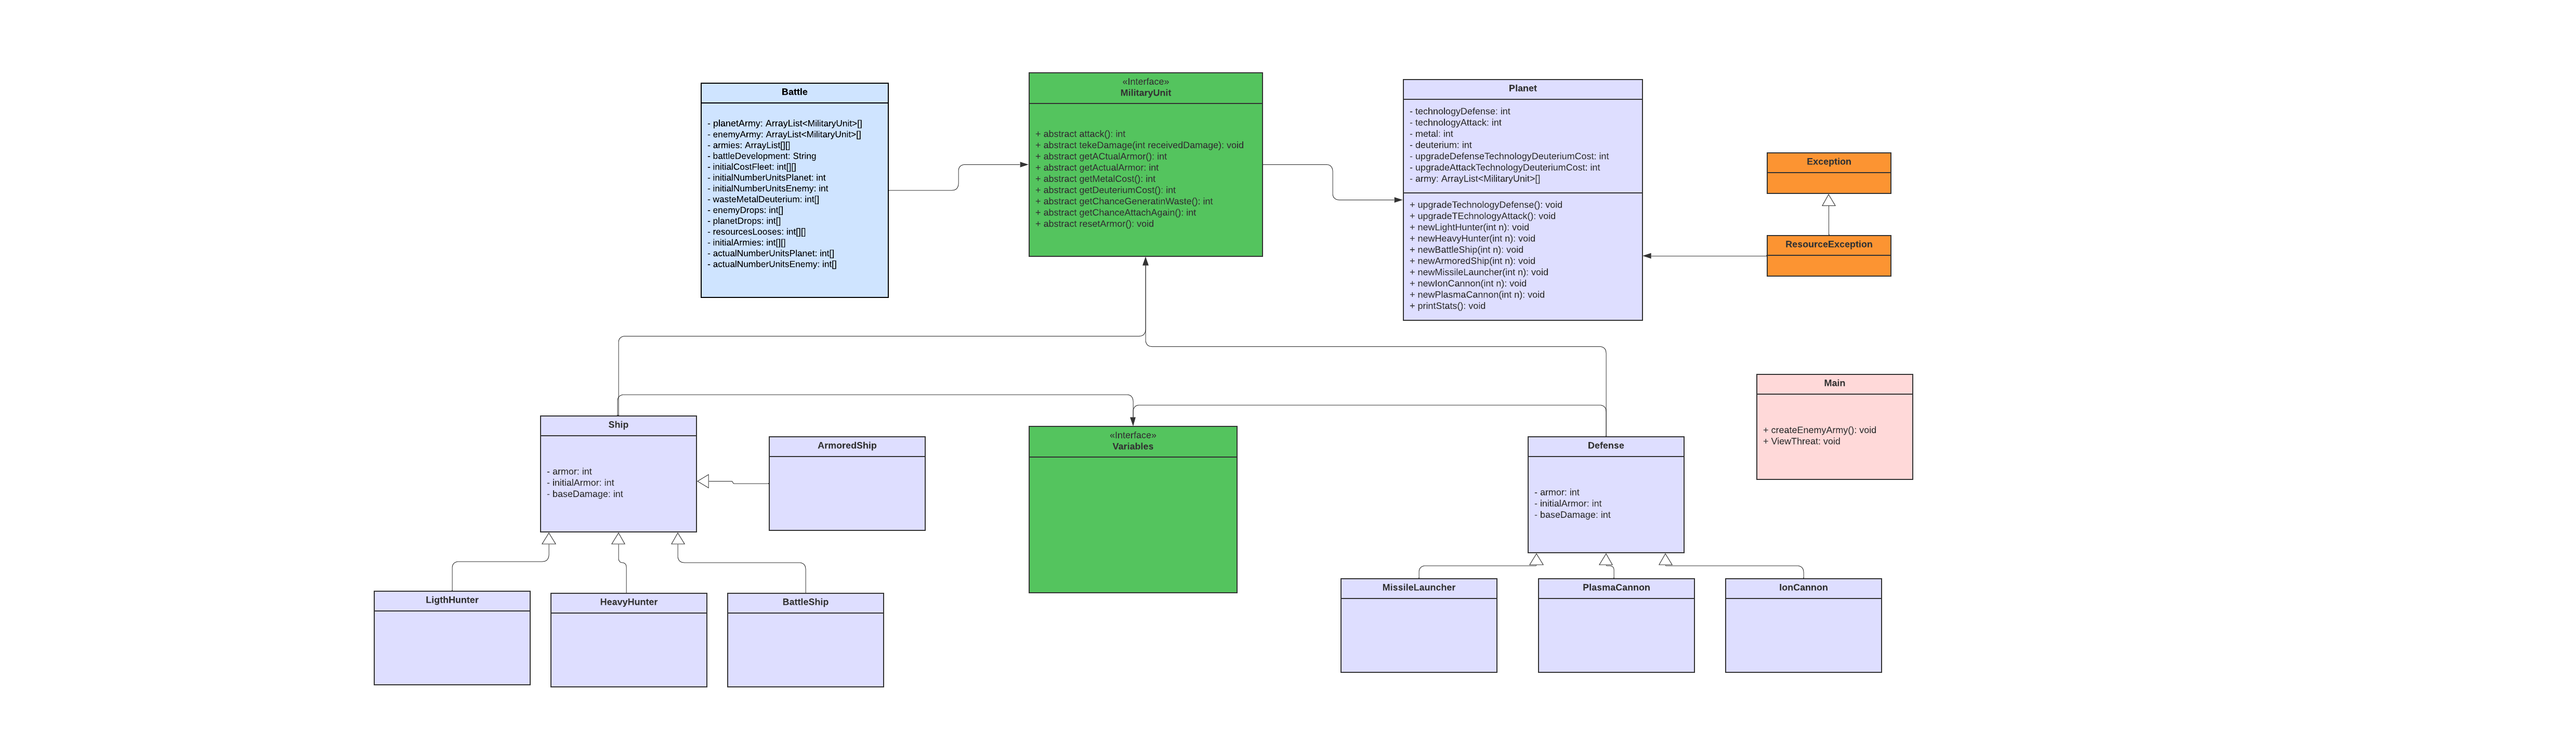 Battle
- planetArmy: ArrayList<MilitaryUnit>[]
- enemyArmy: ArrayList<MilitaryUnit>[]
- armies: ArrayList[][]
- battleDevelopment: String
- initialCostFleet: int[][]
- initialNumberUnitsPlanet: int
- initialNumberUnitsEnemy: int
- wasteMetalDeuterium: int[]
- enemyDrops: int[]
- planetDrops: int[]
- resourcesLooses: int[][]
- initialArmies: int[][]
- actualNumberUnitsPlanet: int[]
- actualNumberUnitsEnemy: int[]
«Interface»
MilitaryUnit
+ abstract attack(): int
+ abstract tekeDamage(int receivedDamage): void
+ abstract getACtualArmor(): int
+ abstract getActualArmor: int
+ abstract getMetalCost(): int
+ abstract getDeuteriumCost(): int
+ abstract getChanceGeneratinWaste(): int
+ abstract getChanceAttachAgain(): int
+ abstract resetArmor(): void
Planet
- technologyDefense: int
- technologyAttack: int
- metal: int
- deuterium: int
- upgradeDefenseTechnologyDeuteriumCost: int
- upgradeAttackTechnologyDeuteriumCost: int
- army: ArrayList<MilitaryUnit>[]
+ upgradeTechnologyDefense(): void
+ upgradeTEchnologyAttack(): void
+ newLightHunter(int n): void
+ newHeavyHunter(int n): void
+ newBattleShip(int n): void
+ newArmoredShip(int n): void
+ newMissileLauncher(int n): void
+ newIonCannon(int n): void
+ newPlasmaCannon(int n): void
+ printStats(): void
Exception
ResourceException
Main
+ createEnemyArmy(): void
+ ViewThreat: void
Ship
- armor: int
- initialArmor: int
- baseDamage: int
ArmoredShip
«Interface»
Variables
Defense
- armor: int
- initialArmor: int
- baseDamage: int
LigthHunter
HeavyHunter
BattleShip
MissileLauncher
PlasmaCannon
IonCannon